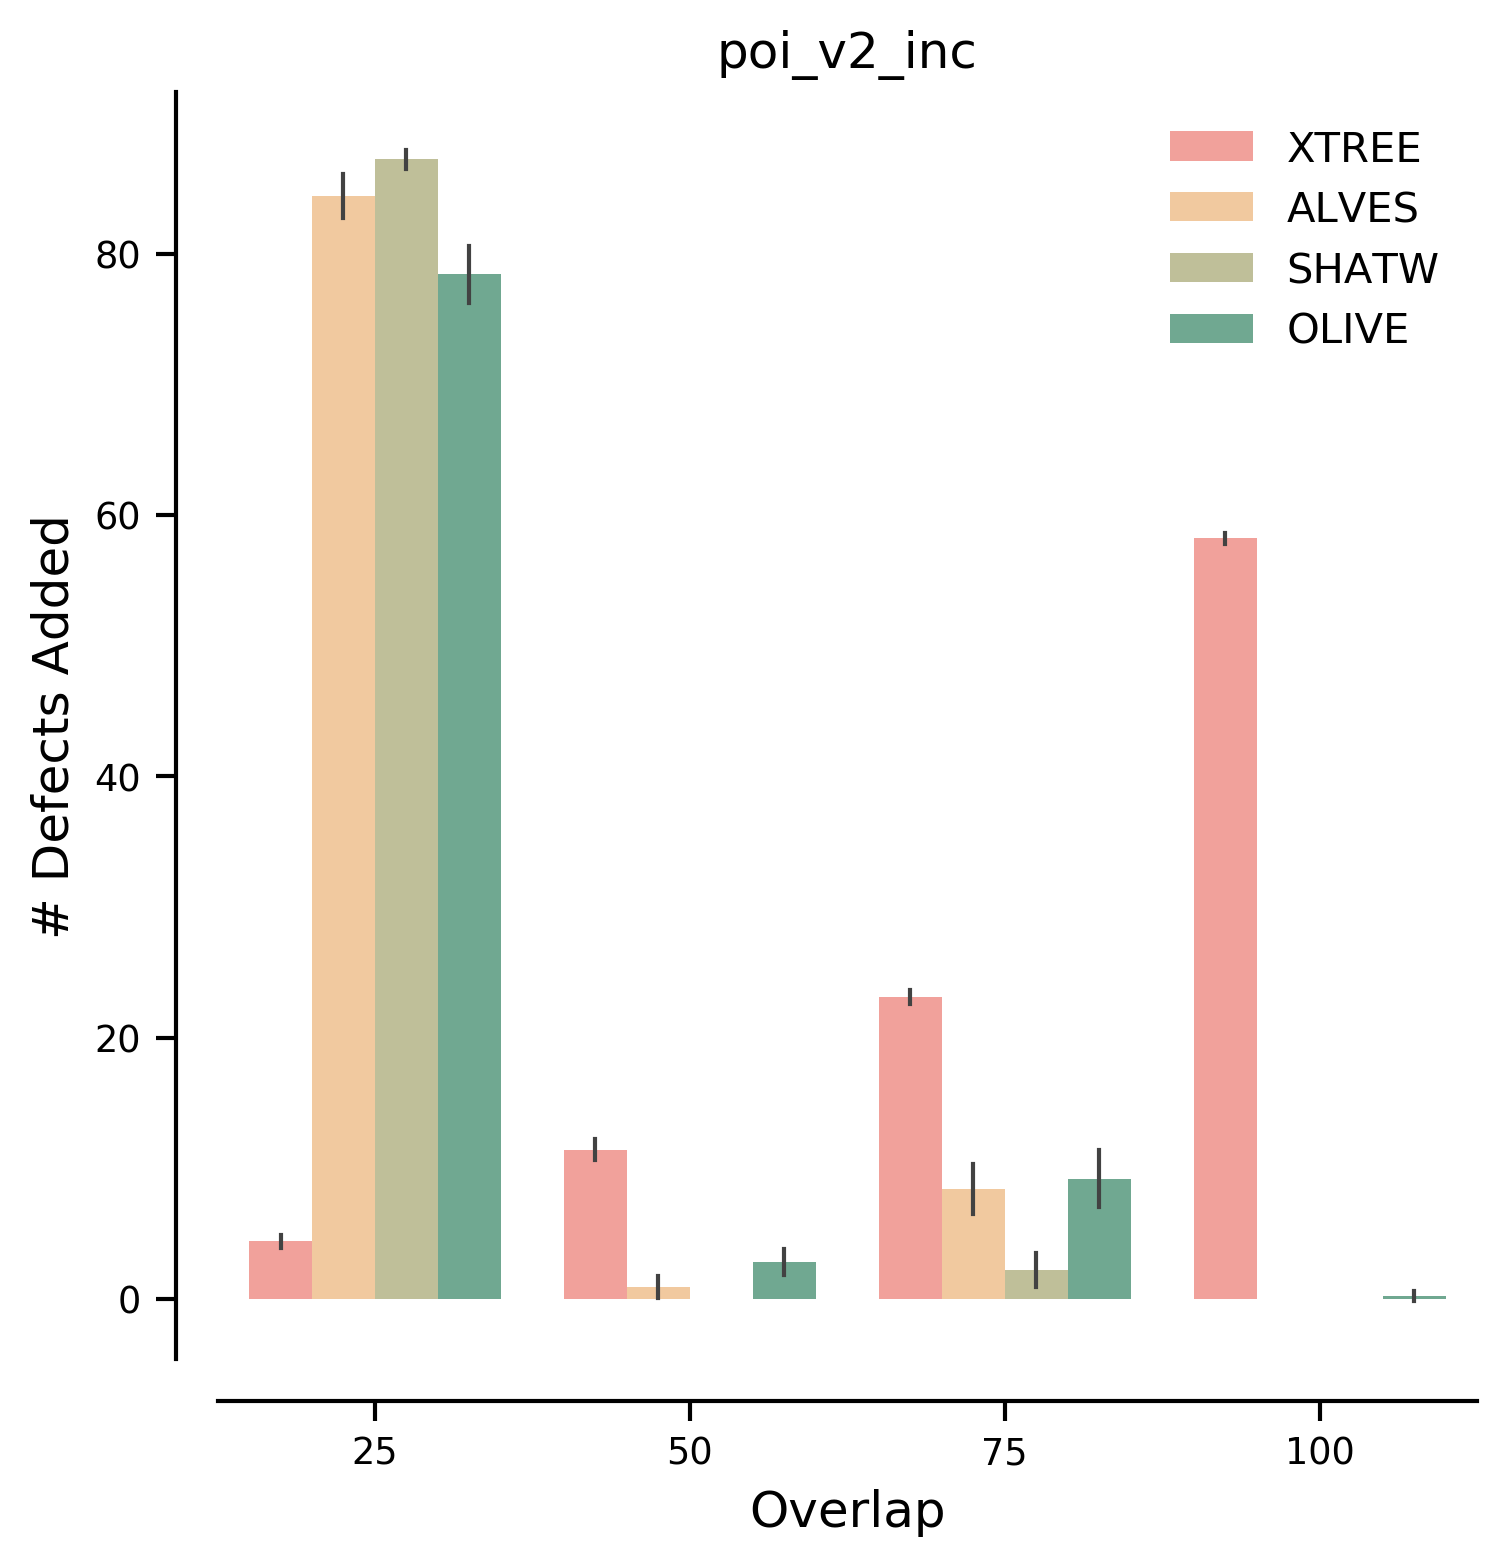 poi_v2_inc
XTREE
ALVES
SHATW
OLIVE
# Defects Added
80
60
40
20
0
25 50 75 100
Overlap